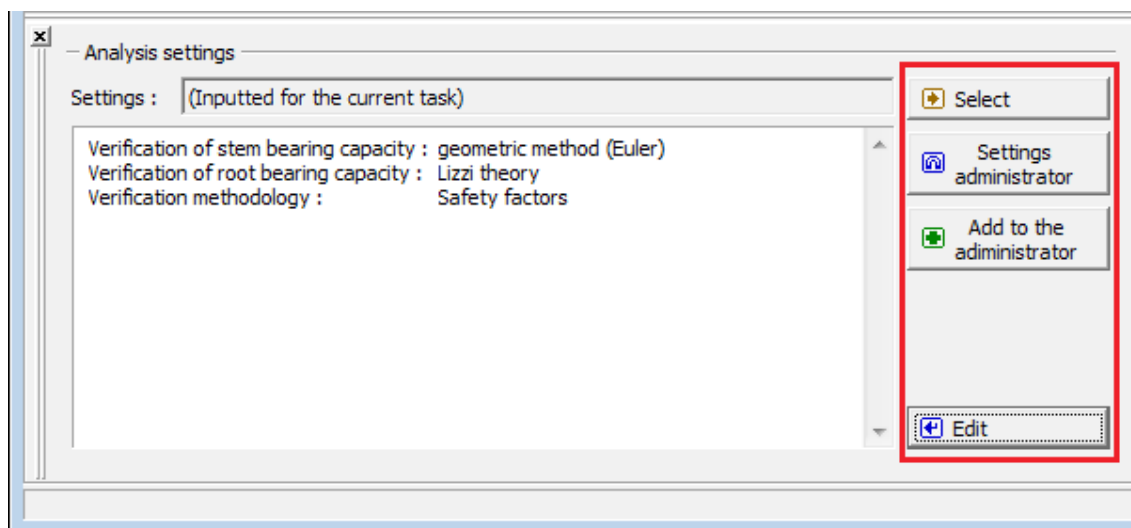 Analysis settings
Settings : (Inputted for the current task)
Verification of stem bearing capacity : geometric method (Euler)
Verification of root bearing capacity : Lizzi theory
Verification methodology : Safety factors
Select
Settings
administrator
Add to the
adiministrator
Edit